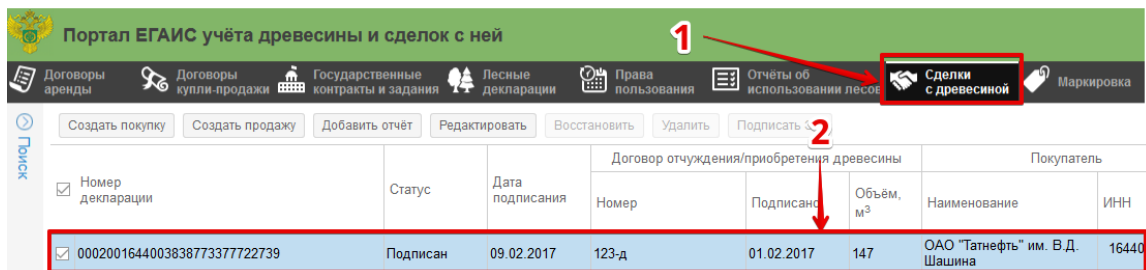 Портал ЕГАИС учёта древесины и сделок с ней
1
Договоры аренды
Договоры купли-продажи
Государственные контракты и задания
Лесные декларации
Права пользования
Отчёты об использовании лесов
Сделки с древесиной
Маркировка
Поиск
Создать покупку Создать продажу Добавить отчёт Редактировать Восстановить Удалить Подписать
2
Договор отчуждения/приобретения древесины Покупатель
Номер декларации Статус Дата подписания Номер Подписано Объём, м3 Наименование ИНН
0002001644003838773377722739 Подписан 09.02.2017 123-д 01.02.2017 147 ОАО "Татнефть" им. В.Д. Шашина 16440